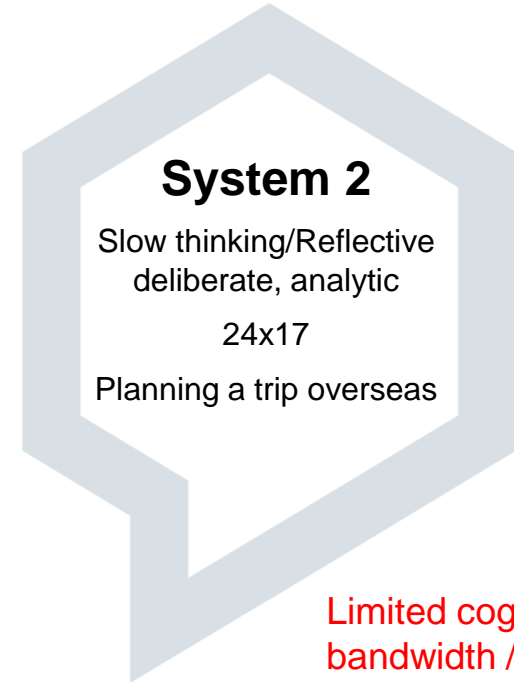 System 2
Slow thinking/Reflective
deliberate, analytic
24x17
Planning a trip overseas
Limited cog
bandwidth /